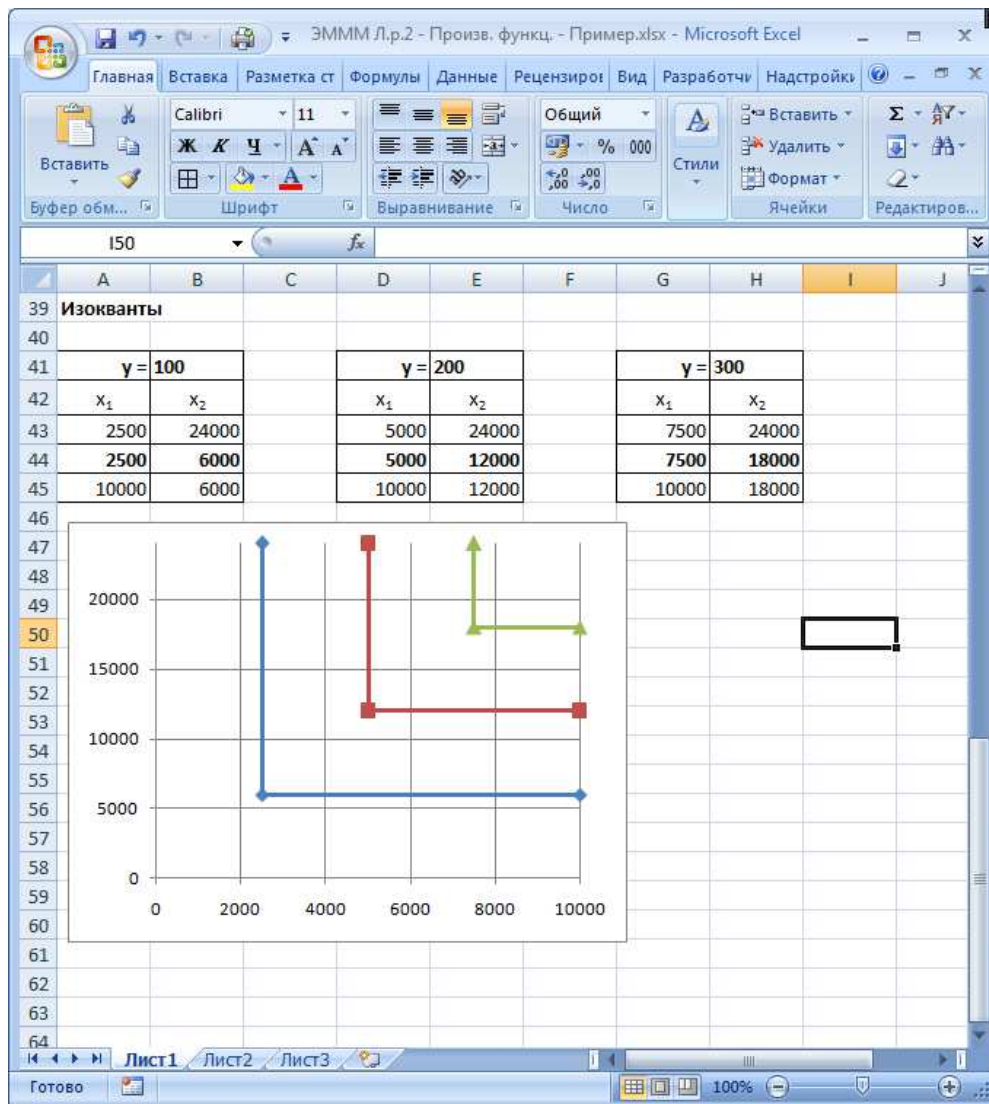 ЭМММ Л.р.2 - Произв. функц. - Пример.xlsx - Microsoft Excel
Главная Вставка Разметка ст Формулы Данные Рецензиров Вид Разработчи Надстройки
Вставить
Calibri 11
Ж К Ч
Общий
% 000
Стили
Вставить
Удалить
Формат
Σ
Буфер обм... Шрифт Выравнивание Число Ячейки Редактиров...
I50 fx
A B C D E F G H I J
39 Изокванты
40
41 y = 100 y = 200 y = 300
42 x₁ x₂ x₁ x₂ x₁ x₂
43 2500 24000 5000 24000 7500 24000
44 2500 6000 5000 12000 7500 18000
45 10000 6000 10000 12000 10000 18000
46
47
48
49
50
51
52
53
54
55
56
57
58
59
60
61
62
63
64
20000
15000
10000
5000
0
0 2000 4000 6000 8000 10000
Лист1 Лист2 Лист3
Готово 100%